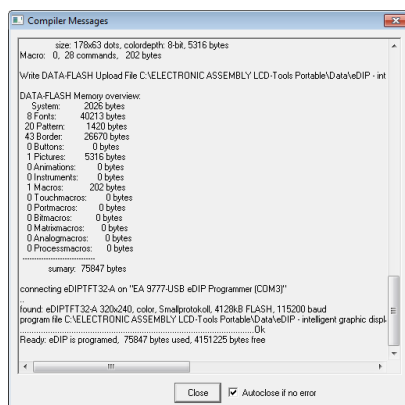 Compiler Messages
size: 178x63 dots, colordepth: 8-bit, 5316 bytes
Macro: 0, 28 commands, 202 bytes
Write DATA-FLASH Upload File C:\ELECTRONIC ASSEMBLY LCD-Tools Portable\Data\eDIP - int
DATA-FLASH Memory overview:
System: 2026 bytes
8 Fonts: 40213 bytes
20 Pattern: 1420 bytes
43 Border: 26670 bytes
0 Buttons: 0 bytes
1 Pictures: 5316 bytes
0 Animations: 0 bytes
0 Instruments: 0 bytes
1 Macros: 202 bytes
0 Touchmacros: 0 bytes
0 Portmacros: 0 bytes
0 Bitmacros: 0 bytes
0 Matrixmacros: 0 bytes
0 Analogmacros: 0 bytes
0 Processmacros: 0 bytes
------------------------------
sumary: 75847 bytes
connecting eDIPTFT32-A on "EA 9777-USB eDIP Programmer (COM3)"
..
found: eDIPTFT32-A 320x240, color, Smallprotokoll, 4128kB FLASH, 115200 baud
program file C:\ELECTRONIC ASSEMBLY LCD-Tools Portable\Data\eDIP - intelligent graphic displ
................................................................................Ok
Ready: eDIP is programed, 75847 bytes used, 4151225 bytes free
Close
Autoclose if no error